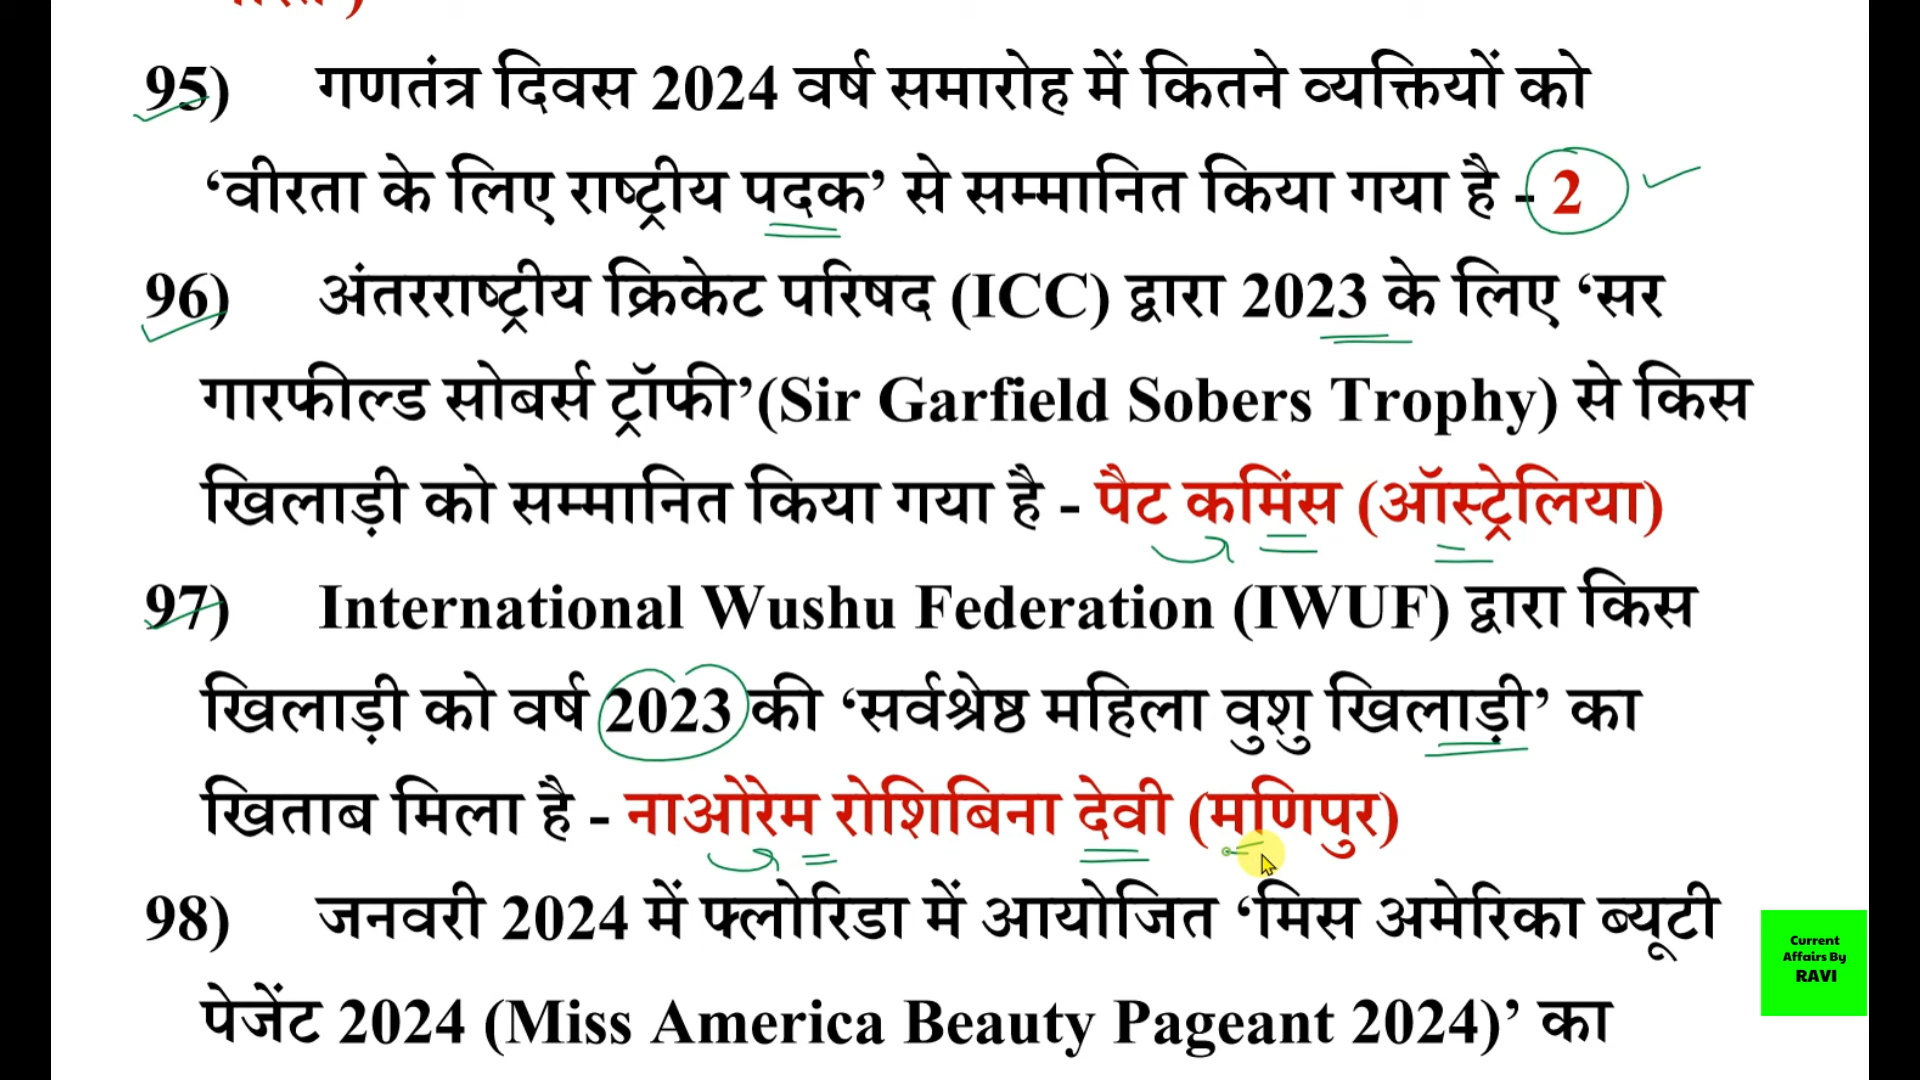 95) गणतंत्र दिवस 2024 वर्ष समारोह में कितने व्यक्तियों को
‘वीरता के लिए राष्ट्रीय पदक’ से सम्मानित किया गया है - 2
96) अंतरराष्ट्रीय क्रिकेट परिषद (ICC) द्वारा 2023 के लिए ‘सर
गारफील्ड सोबर्स ट्रॉफी’(Sir Garfield Sobers Trophy) से किस
खिलाड़ी को सम्मानित किया गया है - पैट कमिंस (ऑस्ट्रेलिया)
97) International Wushu Federation (IWUF) द्वारा किस
खिलाड़ी को वर्ष 2023 की ‘सर्वश्रेष्ठ महिला वुशु खिलाड़ी’ का
खिताब मिला है - नाओरेम रोशिबिना देवी (मणिपुर)
98) जनवरी 2024 में फ्लोरिडा में आयोजित ‘मिस अमेरिका ब्यूटी
पेजेंट 2024 (Miss America Beauty Pageant 2024)’ का
Current
Affairs By
RAVI